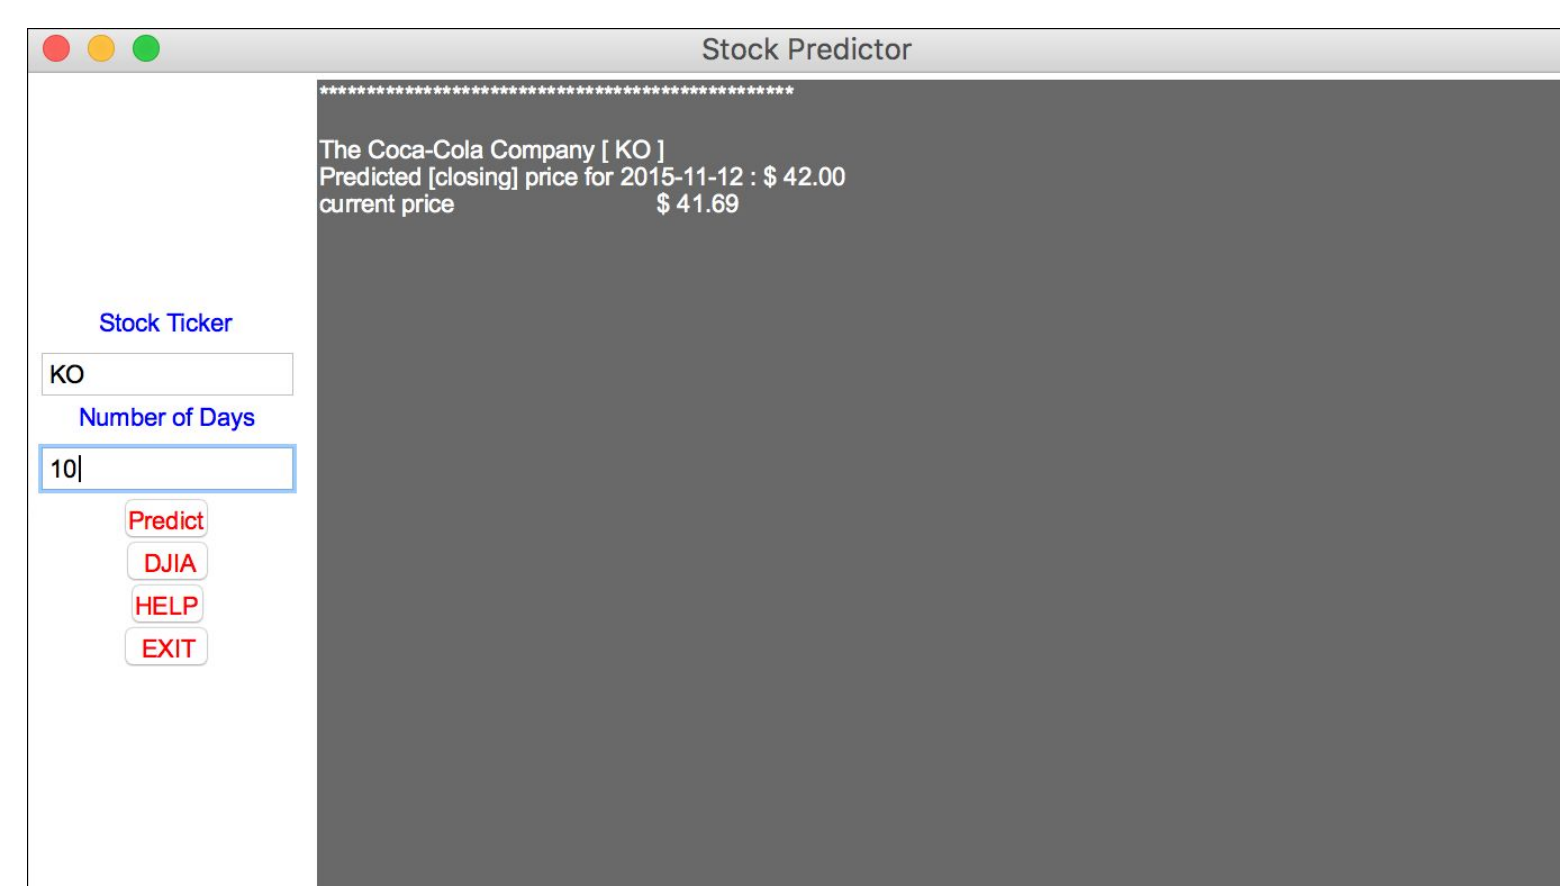 Stock Predictor
**************************************************
The Coca-Cola Company [ KO ]
Predicted [closing] price for 2015-11-12 : $ 42.00
current price $ 41.69
Stock Ticker
KO
Number of Days
10
Predict
DJIA
HELP
EXIT